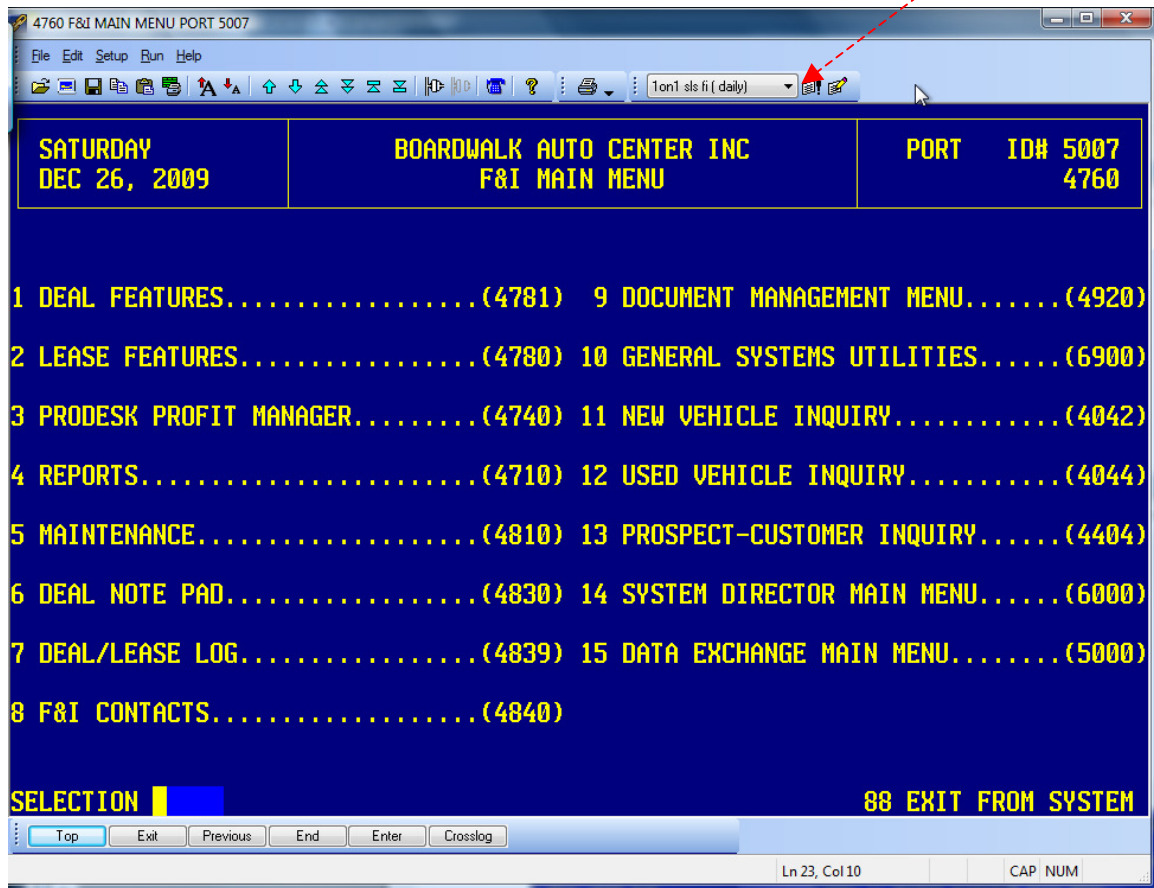 4760 F&I MAIN MENU PORT 5007
File Edit Setup Run Help
1on1 sls fi ( daily)
SATURDAY BOARDWALK AUTO CENTER INC PORT ID# 5007
DEC 26, 2009 F&I MAIN MENU 4760
1 DEAL FEATURES..................(4781) 9 DOCUMENT MANAGEMENT MENU.......(4920)
2 LEASE FEATURES.................(4780) 10 GENERAL SYSTEMS UTILITIES......(6900)
3 PRODESK PROFIT MANAGER.........(4740) 11 NEW VEHICLE INQUIRY............(4042)
4 REPORTS........................(4710) 12 USED VEHICLE INQUIRY...........(4044)
5 MAINTENANCE....................(4810) 13 PROSPECT-CUSTOMER INQUIRY......(4404)
6 DEAL NOTE PAD..................(4830) 14 SYSTEM DIRECTOR MAIN MENU......(6000)
7 DEAL/LEASE LOG.................(4839) 15 DATA EXCHANGE MAIN MENU........(5000)
8 F&I CONTACTS...................(4840)
SELECTION 88 EXIT FROM SYSTEM
Top Exit Previous End Enter Crosslog
Ln 23, Col 10 CAP NUM